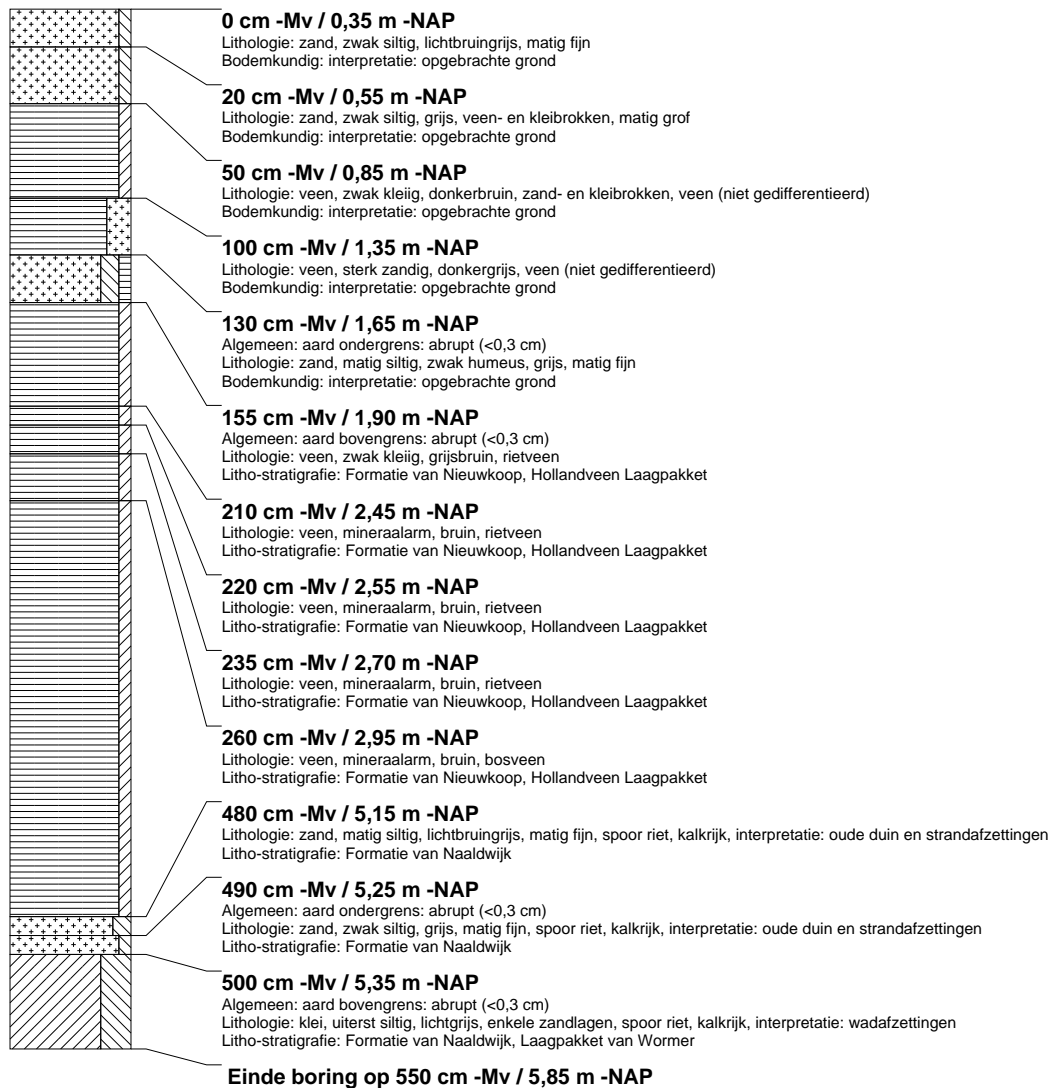 0 cm -Mv / 0,35 m -NAP
Lithologie: zand, zwak siltig, lichtbruingrijs, matig fijn
Bodemkundig: interpretatie: opgebrachte grond
20 cm -Mv / 0,55 m -NAP
Lithologie: zand, zwak siltig, grijs, veen- en kleibrokken, matig grof
Bodemkundig: interpretatie: opgebrachte grond
50 cm -Mv / 0,85 m -NAP
Lithologie: veen, zwak kleiig, donkerbruin, zand- en kleibrokken, veen (niet gedifferentieerd)
Bodemkundig: interpretatie: opgebrachte grond
100 cm -Mv / 1,35 m -NAP
Lithologie: veen, sterk zandig, donkergrijs, veen (niet gedifferentieerd)
Bodemkundig: interpretatie: opgebrachte grond
130 cm -Mv / 1,65 m -NAP
Algemeen: aard ondergrens: abrupt (<0,3 cm)
Lithologie: zand, matig siltig, zwak humeus, grijs, matig fijn
Bodemkundig: interpretatie: opgebrachte grond
155 cm -Mv / 1,90 m -NAP
Algemeen: aard bovengrens: abrupt (<0,3 cm)
Lithologie: veen, zwak kleiig, grijsbruin, rietveen
Litho-stratigrafie: Formatie van Nieuwkoop, Hollandveen Laagpakket
210 cm -Mv / 2,45 m -NAP
Lithologie: veen, mineraalarm, bruin, rietveen
Litho-stratigrafie: Formatie van Nieuwkoop, Hollandveen Laagpakket
220 cm -Mv / 2,55 m -NAP
Lithologie: veen, mineraalarm, bruin, rietveen
Litho-stratigrafie: Formatie van Nieuwkoop, Hollandveen Laagpakket
235 cm -Mv / 2,70 m -NAP
Lithologie: veen, mineraalarm, bruin, rietveen
Litho-stratigrafie: Formatie van Nieuwkoop, Hollandveen Laagpakket
260 cm -Mv / 2,95 m -NAP
Lithologie: veen, mineraalarm, bruin, bosveen
Litho-stratigrafie: Formatie van Nieuwkoop, Hollandveen Laagpakket
480 cm -Mv / 5,15 m -NAP
Lithologie: zand, matig siltig, lichtbruingrijs, matig fijn, spoor riet, kalkrijk, interpretatie: oude duin en strandafzettingen
Litho-stratigrafie: Formatie van Naaldwijk
490 cm -Mv / 5,25 m -NAP
Algemeen: aard ondergrens: abrupt (<0,3 cm)
Lithologie: zand, zwak siltig, grijs, matig fijn, spoor riet, kalkrijk, interpretatie: oude duin en strandafzettingen
Litho-stratigrafie: Formatie van Naaldwijk
500 cm -Mv / 5,35 m -NAP
Algemeen: aard bovengrens: abrupt (<0,3 cm)
Lithologie: klei, uiterst siltig, lichtgrijs, enkele zandlagen, spoor riet, kalkrijk, interpretatie: wadafzettingen
Litho-stratigrafie: Formatie van Naaldwijk, Laagpakket van Wormer
Einde boring op 550 cm -Mv / 5,85 m -NAP